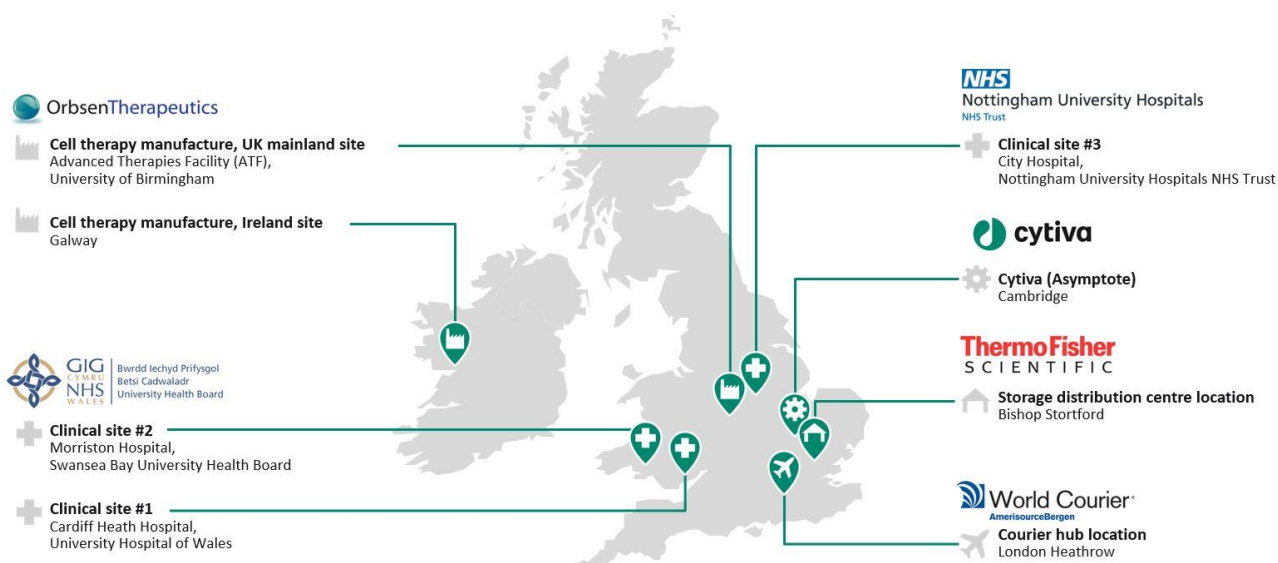 OrbsenTherapeutics
Cell therapy manufacture, UK mainland site
Advanced Therapies Facility (ATF),
University of Birmingham
Cell therapy manufacture, Ireland site
Galway
GIG
CYMRU
NHS
WALES
Bwrdd Iechyd Prifysgol
Betsi Cadwaladr
University Health Board
Clinical site #2
Morriston Hospital,
Swansea Bay University Health Board
Clinical site #1
Cardiff Heath Hospital,
University Hospital of Wales
NHS
Nottingham University Hospitals
NHS Trust
Clinical site #3
City Hospital,
Nottingham University Hospitals NHS Trust
cytiva
Cytiva (Asymptote)
Cambridge
ThermoFisher
SCIENTIFIC
Storage distribution centre location
Bishop Stortford
World Courier
AmerisourceBergen
Courier hub location
London Heathrow